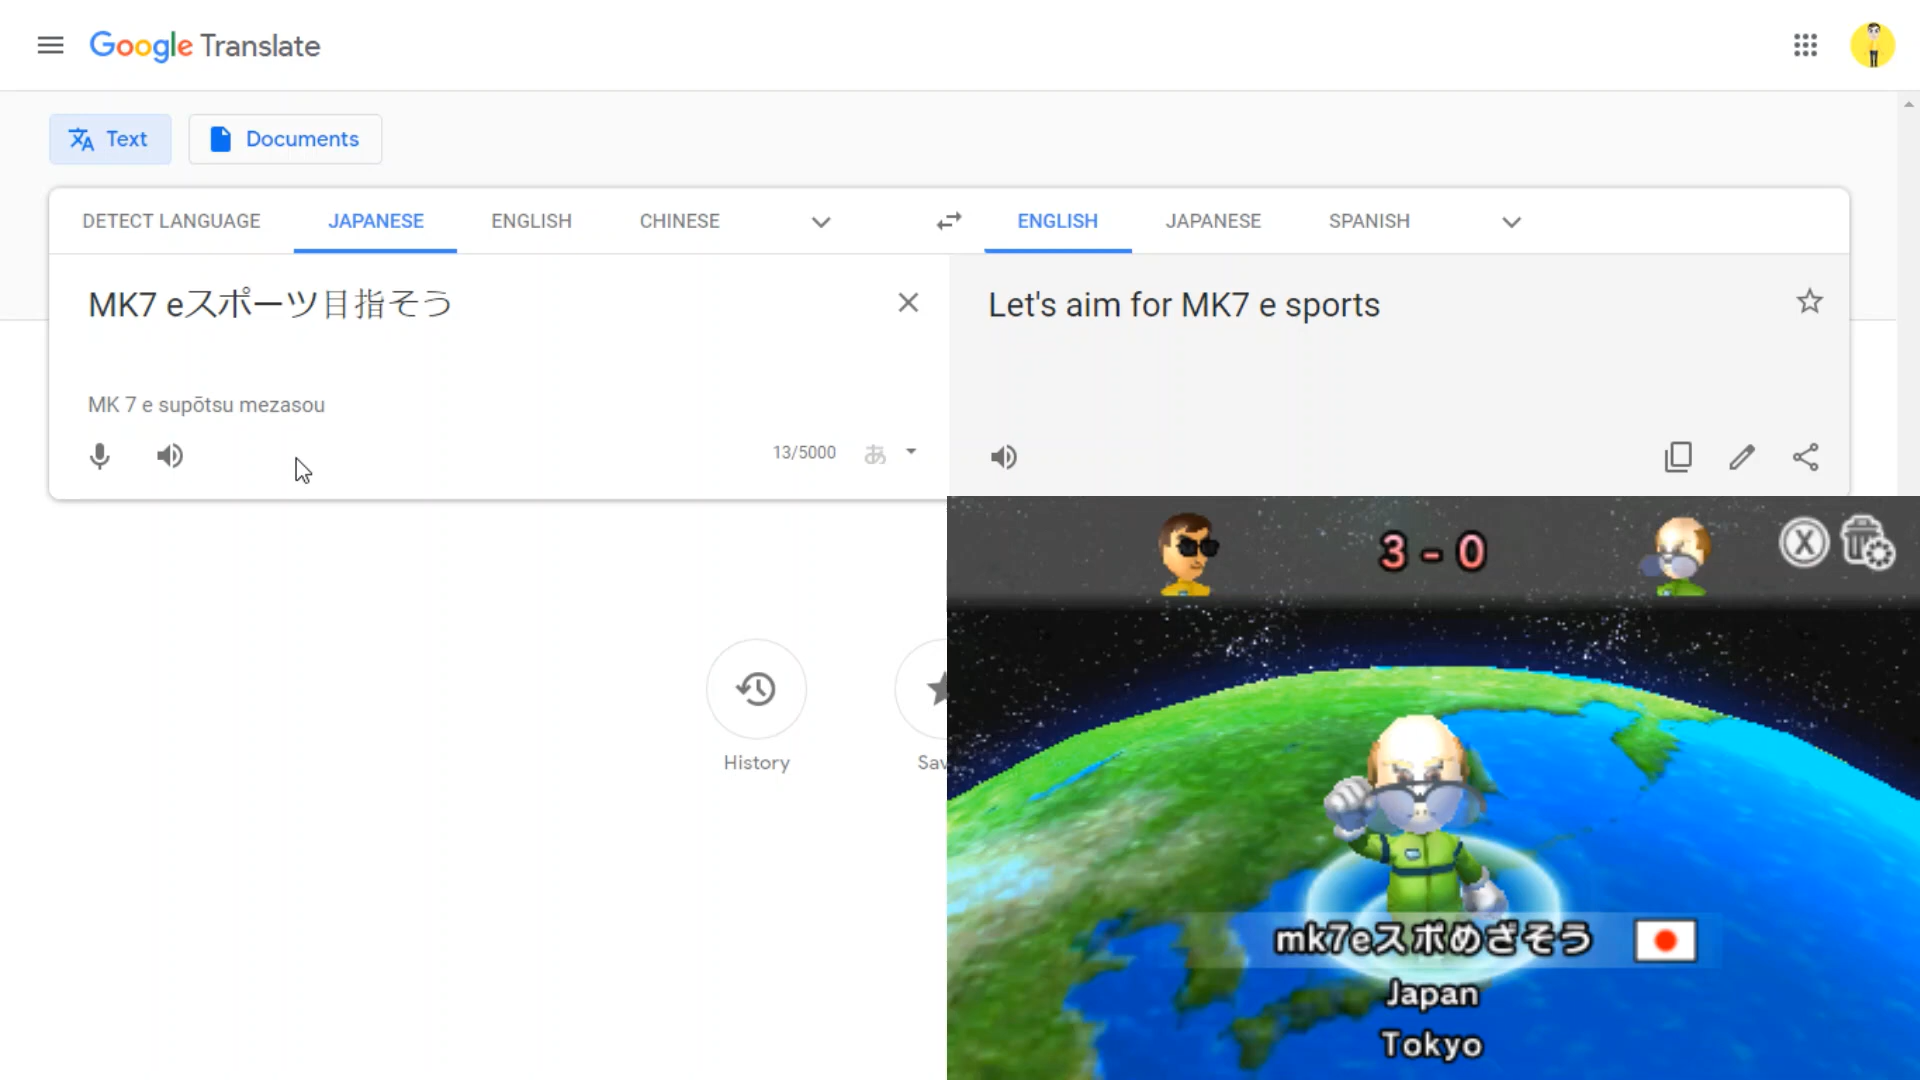 Google Translate
Text
Documents
DETECT LANGUAGE
JAPANESE
ENGLISH
CHINESE
ENGLISH
JAPANESE
SPANISH
MK7 eスポーツ目指そう
Let's aim for MK7 e sports
MK 7 e supōtsu mezasou
13/5000
あ
History
Sav
3 - 0
X
mk7eスポめざそう
Japan
Tokyo